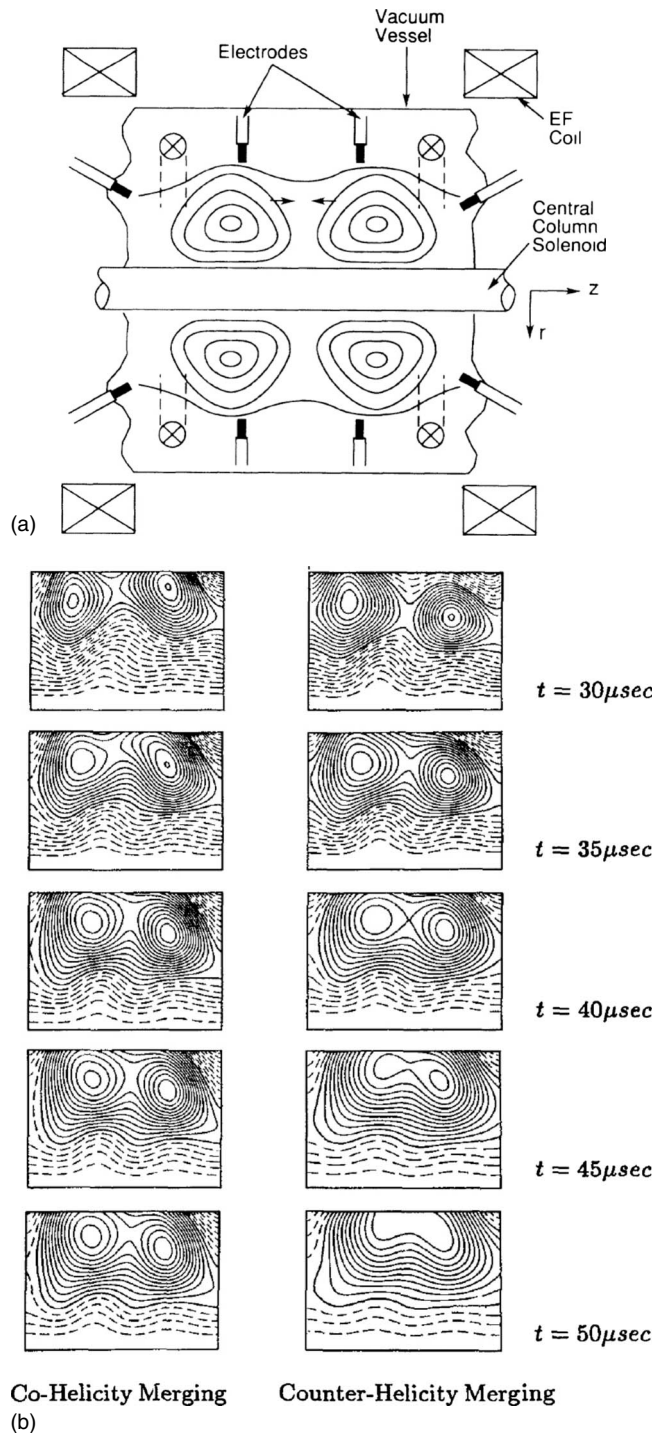 Vacuum
Vessel
Electrodes
EF
Coil
Central
Column
Solenoid
z
r
(a)
t = 30μsec
t = 35μsec
t = 40μsec
t = 45μsec
t = 50μsec
Co-Helicity Merging
Counter-Helicity Merging
(b)